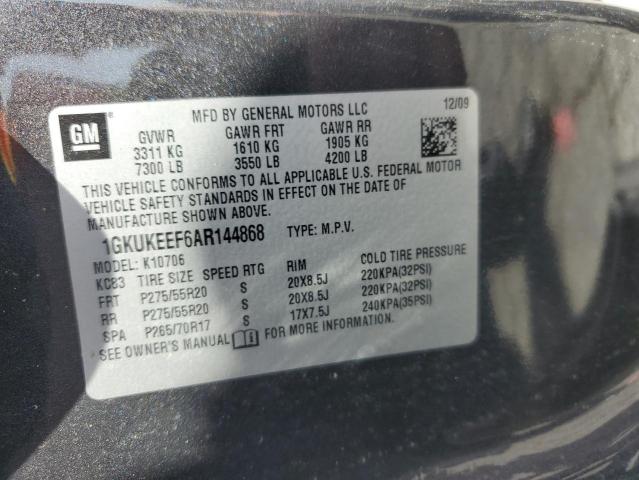 GM
MFD BY GENERAL MOTORS LLC 12/09
GVWR GAWR FRT GAWR RR
3311 KG 1610 KG 1905 KG
7300 LB 3550 LB 4200 LB
THIS VEHICLE CONFORMS TO ALL APPLICABLE U.S. FEDERAL MOTOR
VEHICLE SAFETY STANDARDS IN EFFECT ON THE DATE OF
MANUFACTURE SHOWN ABOVE.
1GKUKEEF6AR144868 TYPE: M.P.V.
MODEL: K10706
KC83 TIRE SIZE SPEED RTG RIM COLD TIRE PRESSURE
FRT P275/55R20 S 20X8.5J 220KPA(32PSI)
RR P275/55R20 S 20X8.5J 220KPA(32PSI)
SPA P265/70R17 S 17X7.5J 240KPA(35PSI)
SEE OWNER'S MANUAL FOR MORE INFORMATION.